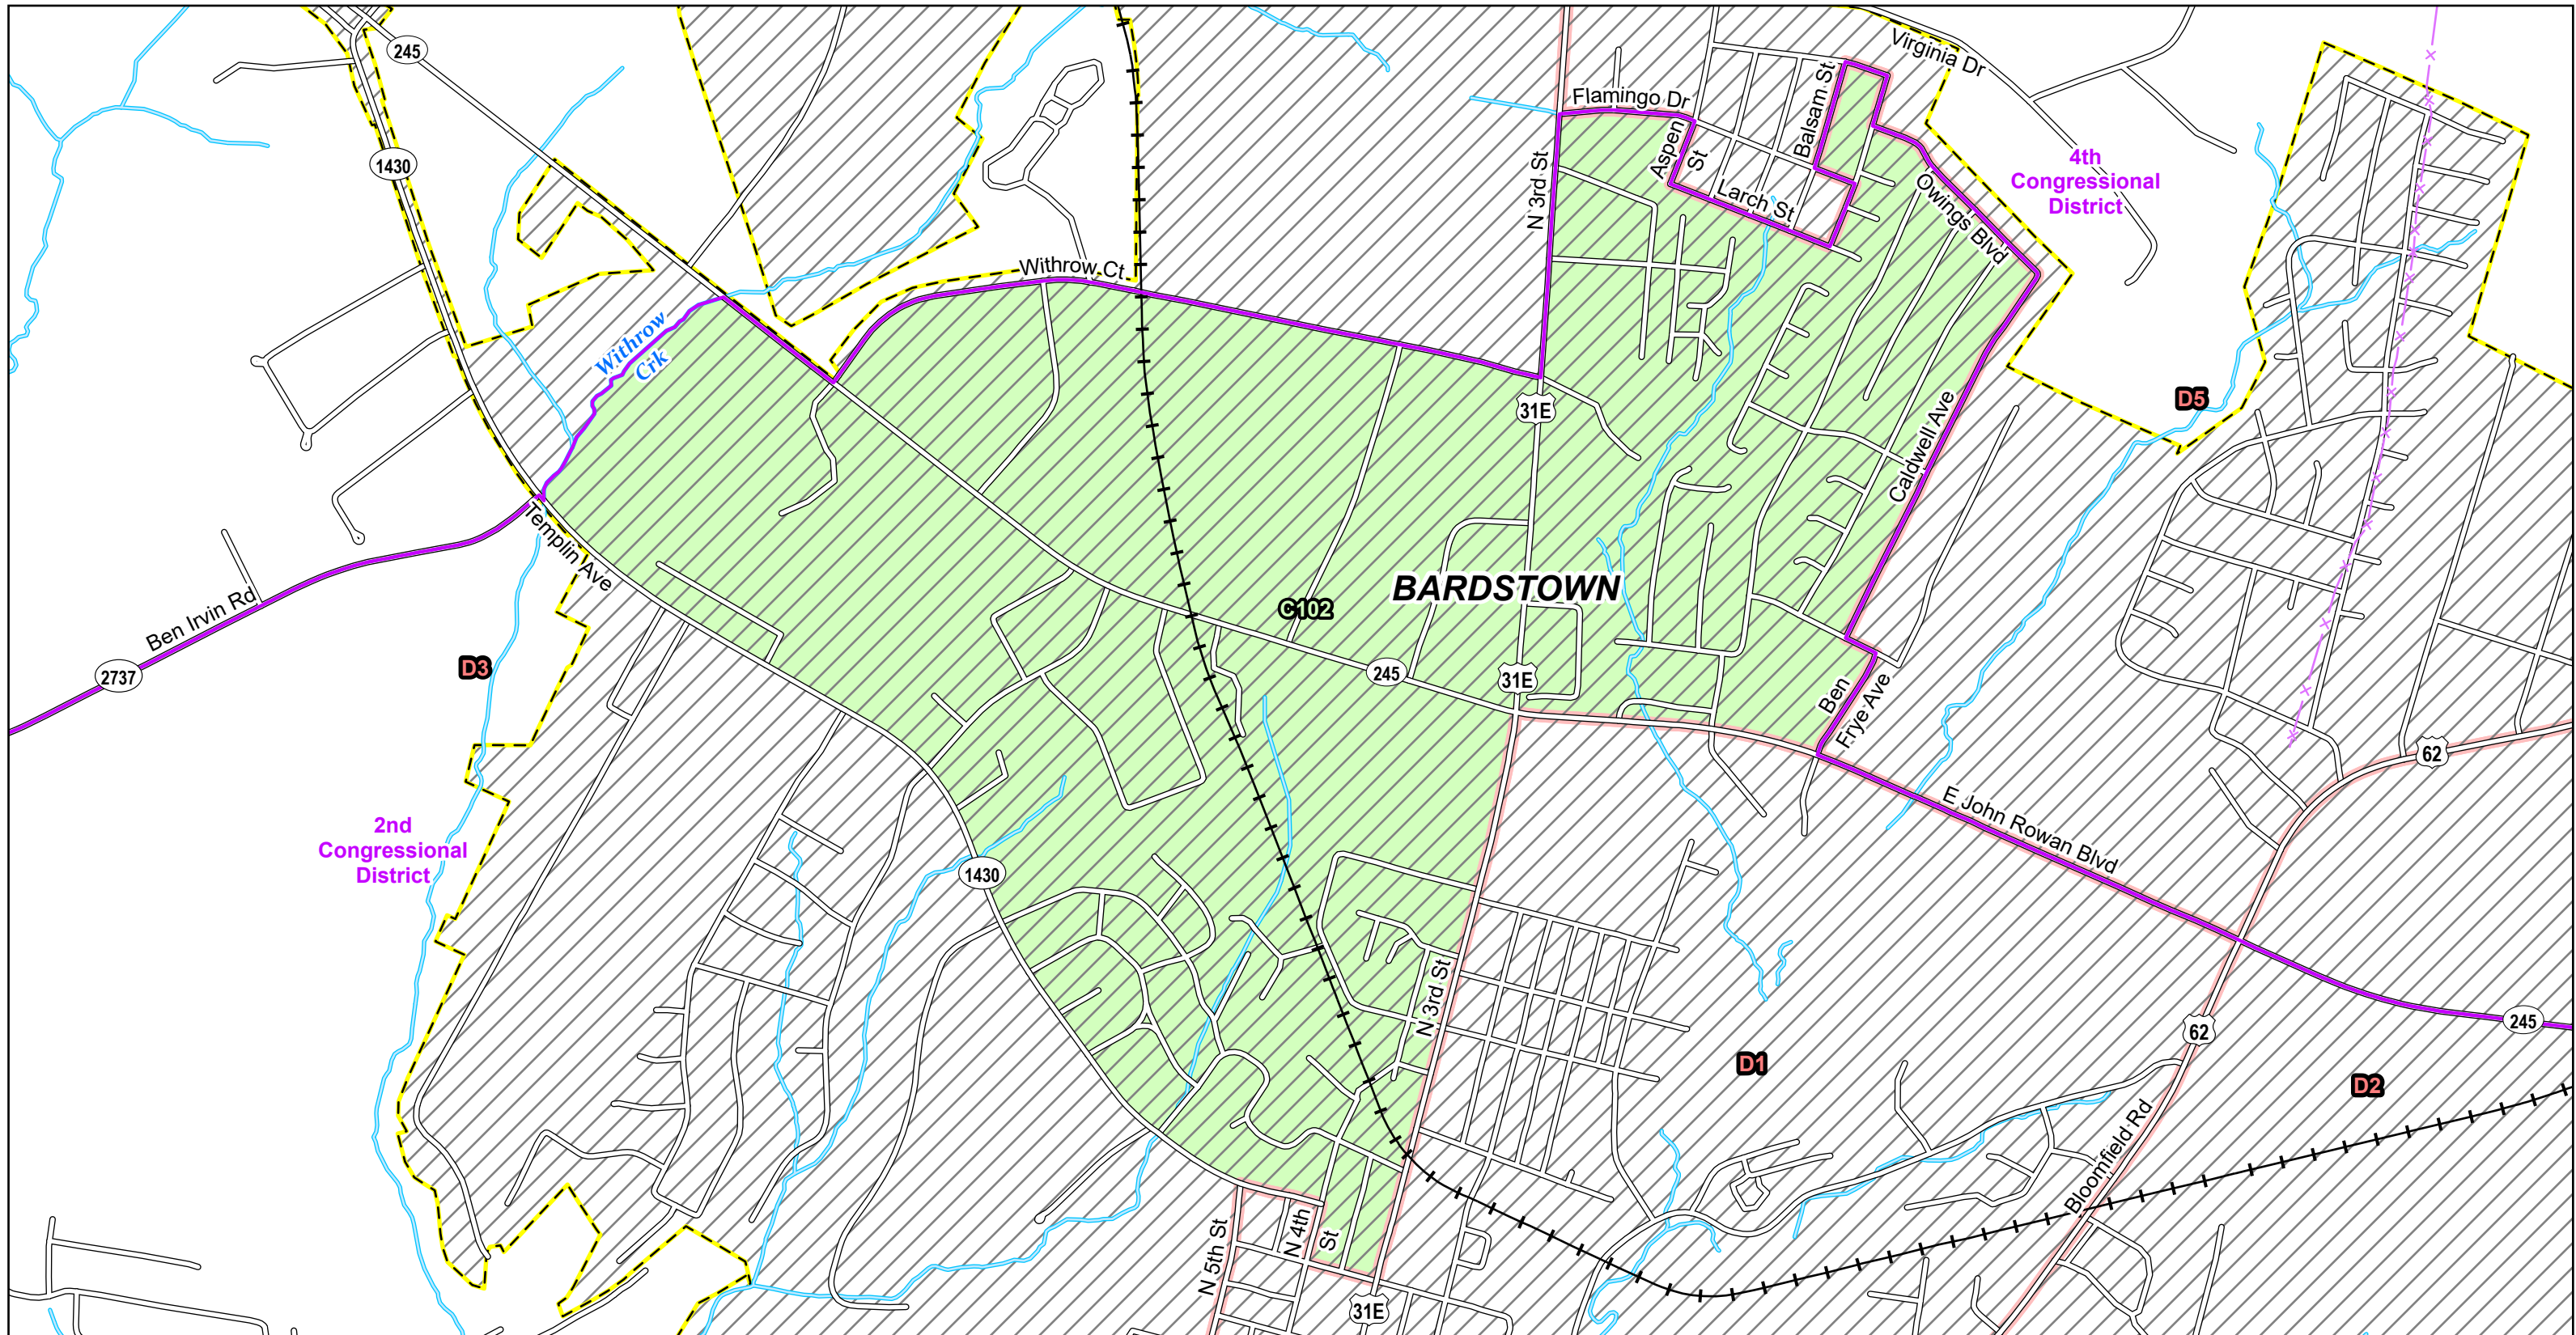 245
Virginia Dr
Flamingo Dr
Balsam St
1430
Aspen
St
4th
Congressional
District
N 3rd St
Larch St
Owings Blvd
Withrow Ct
Withrow
Crk
D5
31E
Caldwell Ave
Templin Ave
BARDSTOWN
C102
Ben Irvin Rd
D3
2737
245
31E
Ben
Frye Ave
62
E John Rowan Blvd
2nd
Congressional
District
1430
N 3rd St
245
62
D1
D2
Bloomfield Rd
N 5th St
N 4th
St
31E